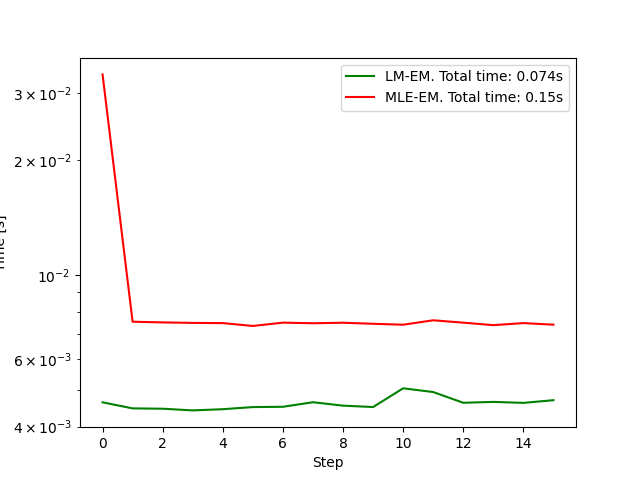 LM-EM. Total time: 0.074s
MLE-EM. Total time: 0.15s
3 × 10⁻²
2 × 10⁻²
10⁻²
6 × 10⁻³
4 × 10⁻³
0 2 4 6 8 10 12 14
Step